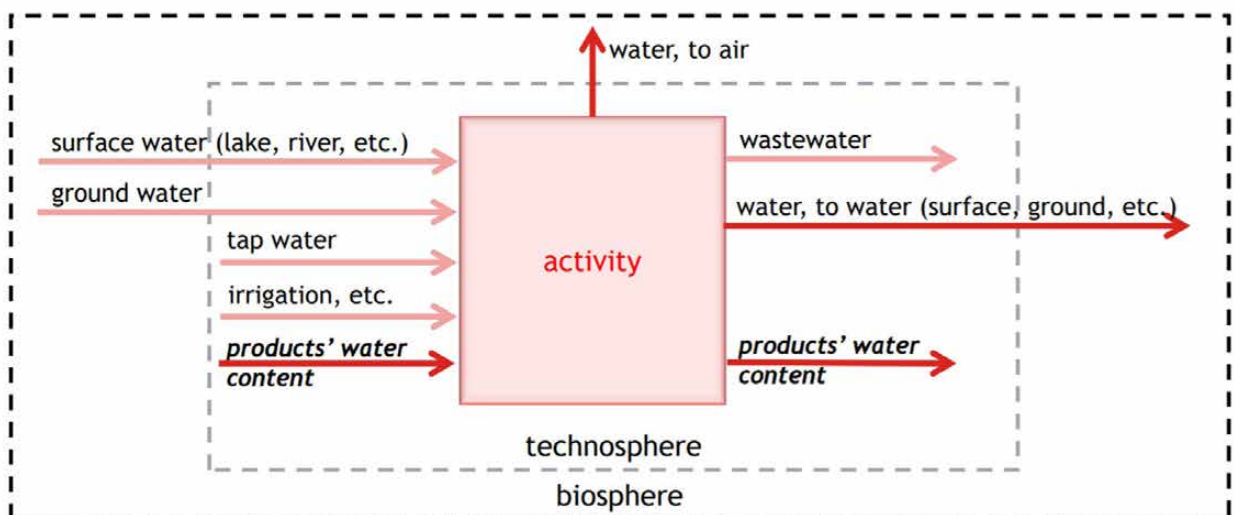 water, to air
surface water (lake, river, etc.)
wastewater
ground water
water, to water (surface, ground, etc.)
tap water
activity
irrigation, etc.
products’ water
content
products’ water
content
technosphere
biosphere